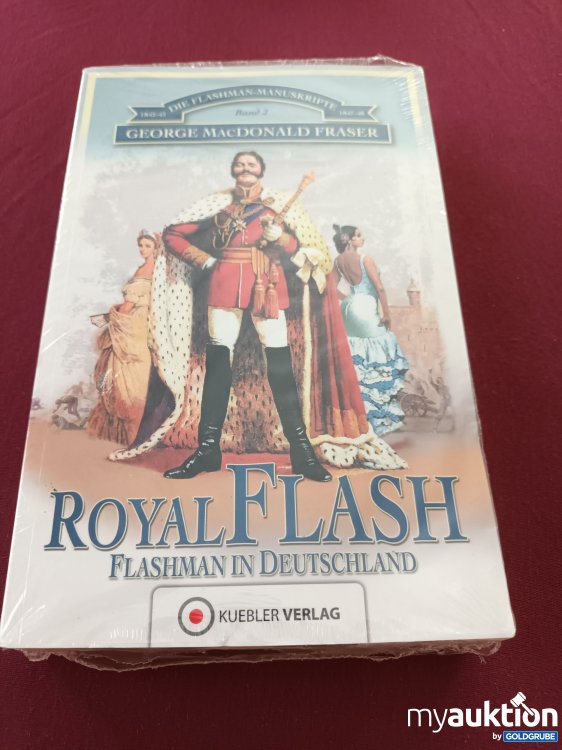 DIE FLASHMAN-MANUSKRIPTE
1842-43 Band 2 1847-48
GEORGE MACDONALD FRASER
ROYAL FLASH
FLASHMAN IN DEUTSCHLAND
KUEBLER VERLAG
myauktion
by GOLDGRUBE